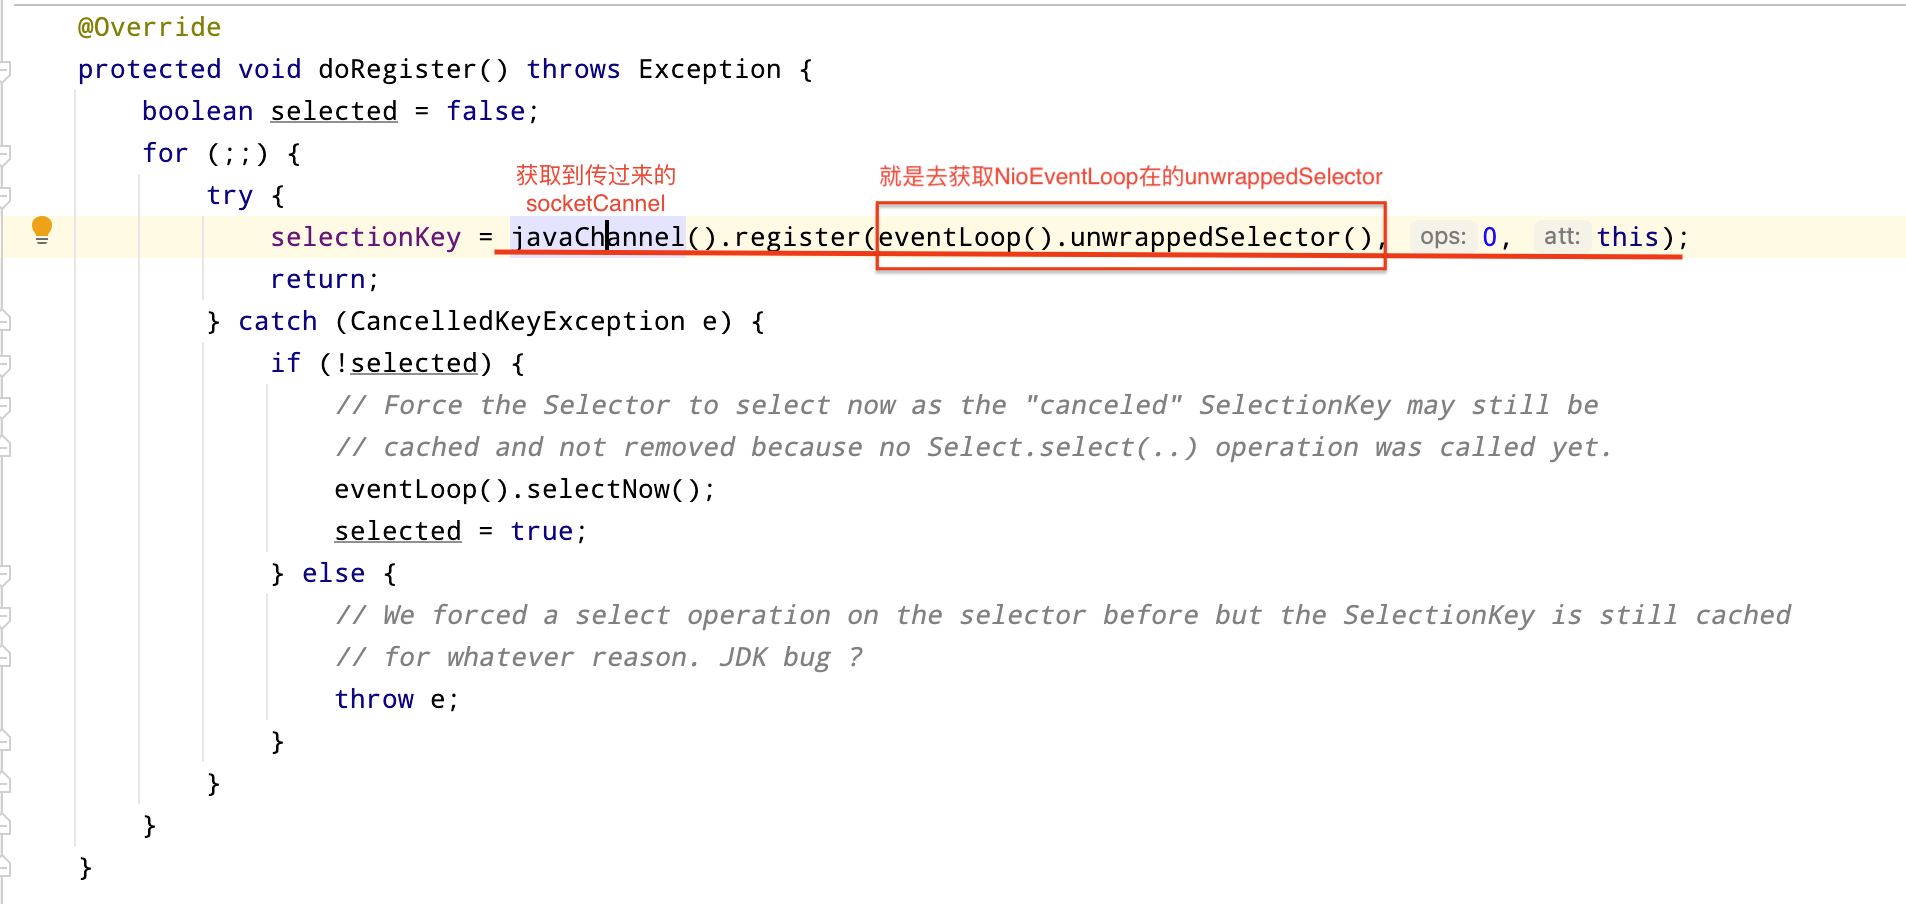 @Override
protected void doRegister() throws Exception {
boolean selected = false;
for (;;) {
获取到传过来的
socketCannel
就是去获取NioEventLoop在的unwrappedSelector
try {
selectionKey = javaChannel().register(eventLoop().unwrappedSelector(), ops: 0, att: this);
return;
} catch (CancelledKeyException e) {
if (!selected) {
// Force the Selector to select now as the "canceled" SelectionKey may still be
// cached and not removed because no Select.select(..) operation was called yet.
eventLoop().selectNow();
selected = true;
} else {
// We forced a select operation on the selector before but the SelectionKey is still cached
// for whatever reason. JDK bug ?
throw e;
}
}
}
}